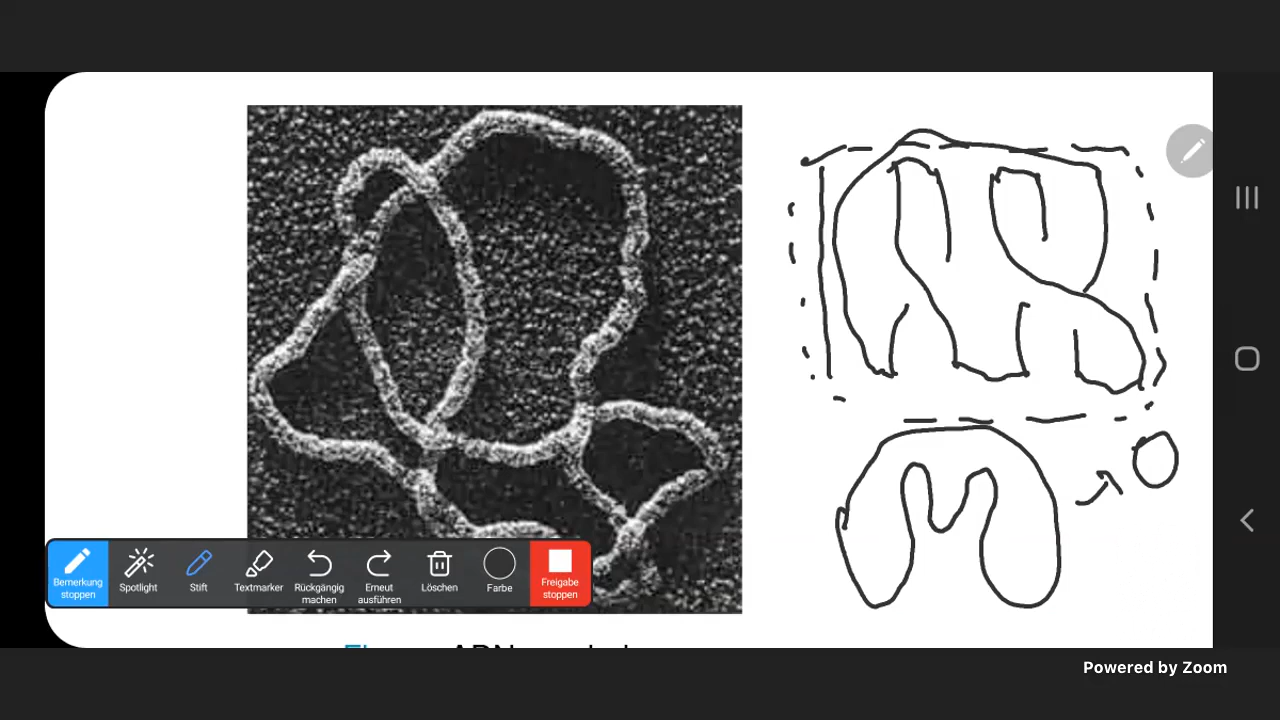 Bemerkung
stoppen
Spotlight
Stift
Textmarker
Rückgängig
machen
Erneut
ausführen
Löschen
Farbe
Freigabe
stoppen
Powered by Zoom